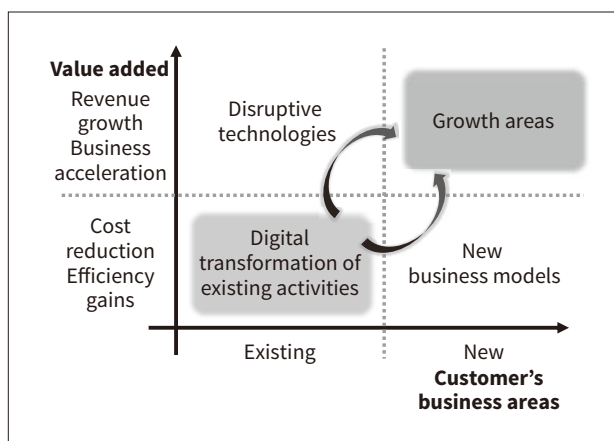 Value added
Revenue
growth
Business
acceleration
Disruptive
technologies
Growth areas
Cost
reduction
Efficiency
gains
Digital
transformation of
existing activities
New
business models
Existing
New
Customer's
business areas